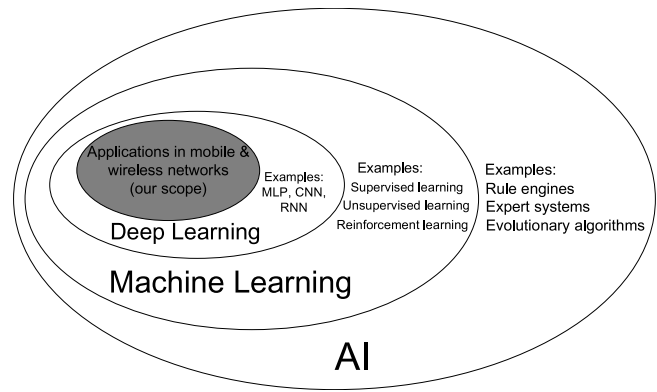 Applications in mobile &
wireless networks
(our scope)
Examples:
MLP, CNN,
RNN
Deep Learning
Examples:
Supervised learning
Unsupervised learning
Reinforcement learning
Machine Learning
Examples:
Rule engines
Expert systems
Evolutionary algorithms
AI